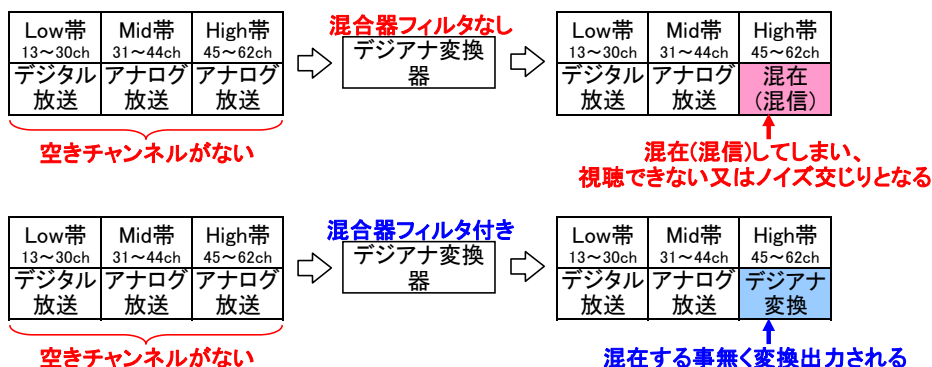 混合器フィルタなし
Low帯 Mid帯 High帯
13～30ch 31～44ch 45～62ch
デジタル放送 アナログ放送 アナログ放送
デジアナ変換器
Low帯 Mid帯 High帯
13～30ch 31～44ch 45～62ch
デジタル放送 アナログ放送 混在(混信)
空きチャンネルがない
混在(混信)してしまい、
視聴できない又はノイズ交じりとなる
混合器フィルタ付き
Low帯 Mid帯 High帯
13～30ch 31～44ch 45～62ch
デジタル放送 アナログ放送 アナログ放送
デジアナ変換器
Low帯 Mid帯 High帯
13～30ch 31～44ch 45～62ch
デジタル放送 アナログ放送 デジアナ変換
空きチャンネルがない
混在する事無く変換出力される